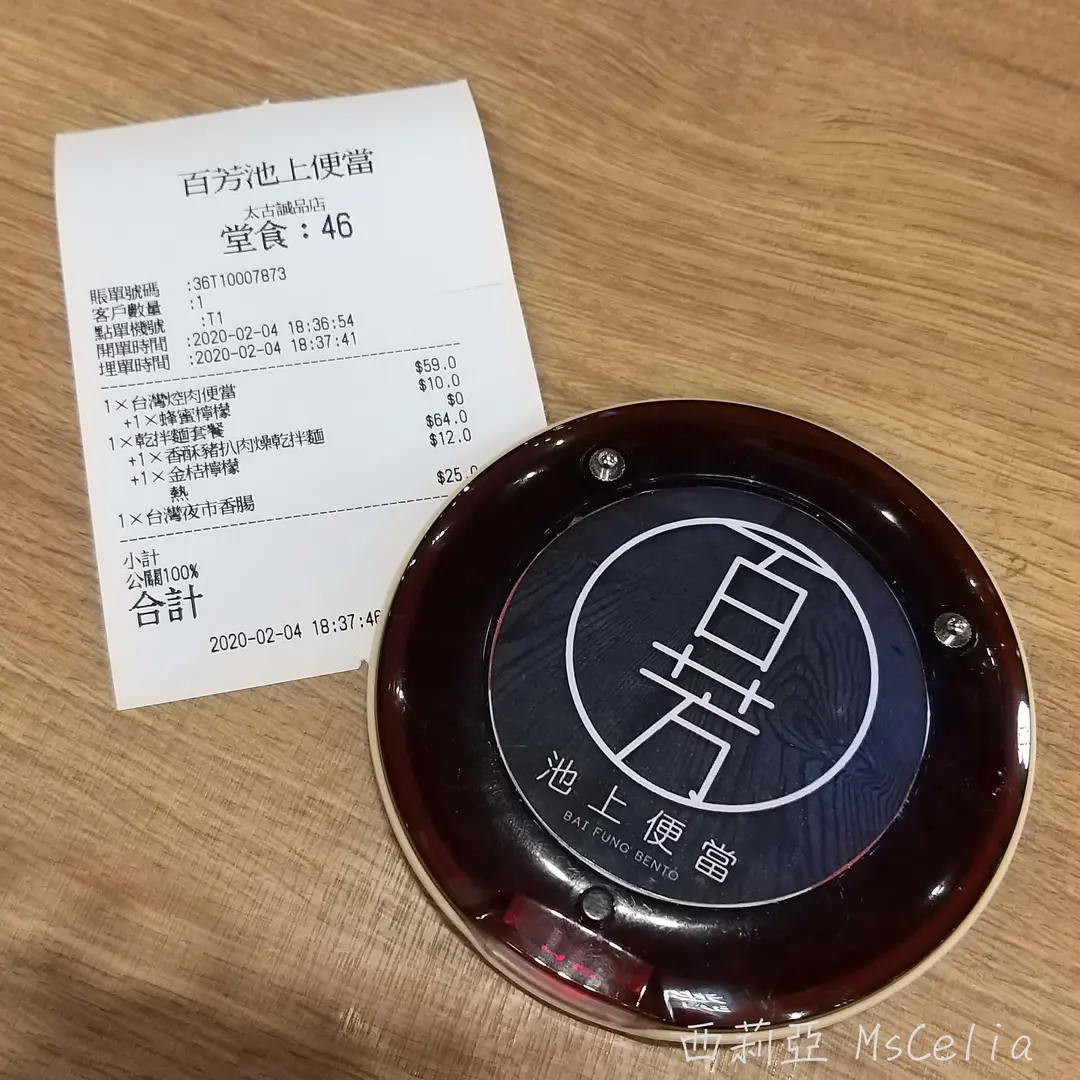 百芳池上便當
太古誠品店
堂食：46
賬單號碼 :36T10007873
客戶數量 :1
點單機號 :T1
開單時間 :2020-02-04 18:36:54
埋單時間 :2020-02-04 18:37:41
1×台灣焢肉便當 $59.0
+1×蜂蜜檸檬 $10.0
1×乾拌麵套餐 $0
+1×香酥豬扒肉燥乾拌麵 $64.0
+1×金桔檸檬 $12.0
熱
1×台灣夜市香腸 $25.
小計
公關100%
合計
2020-02-04 18:37:46
百芳
池上便當
BAI FUNG BENTO
西莉亞 MsCelia